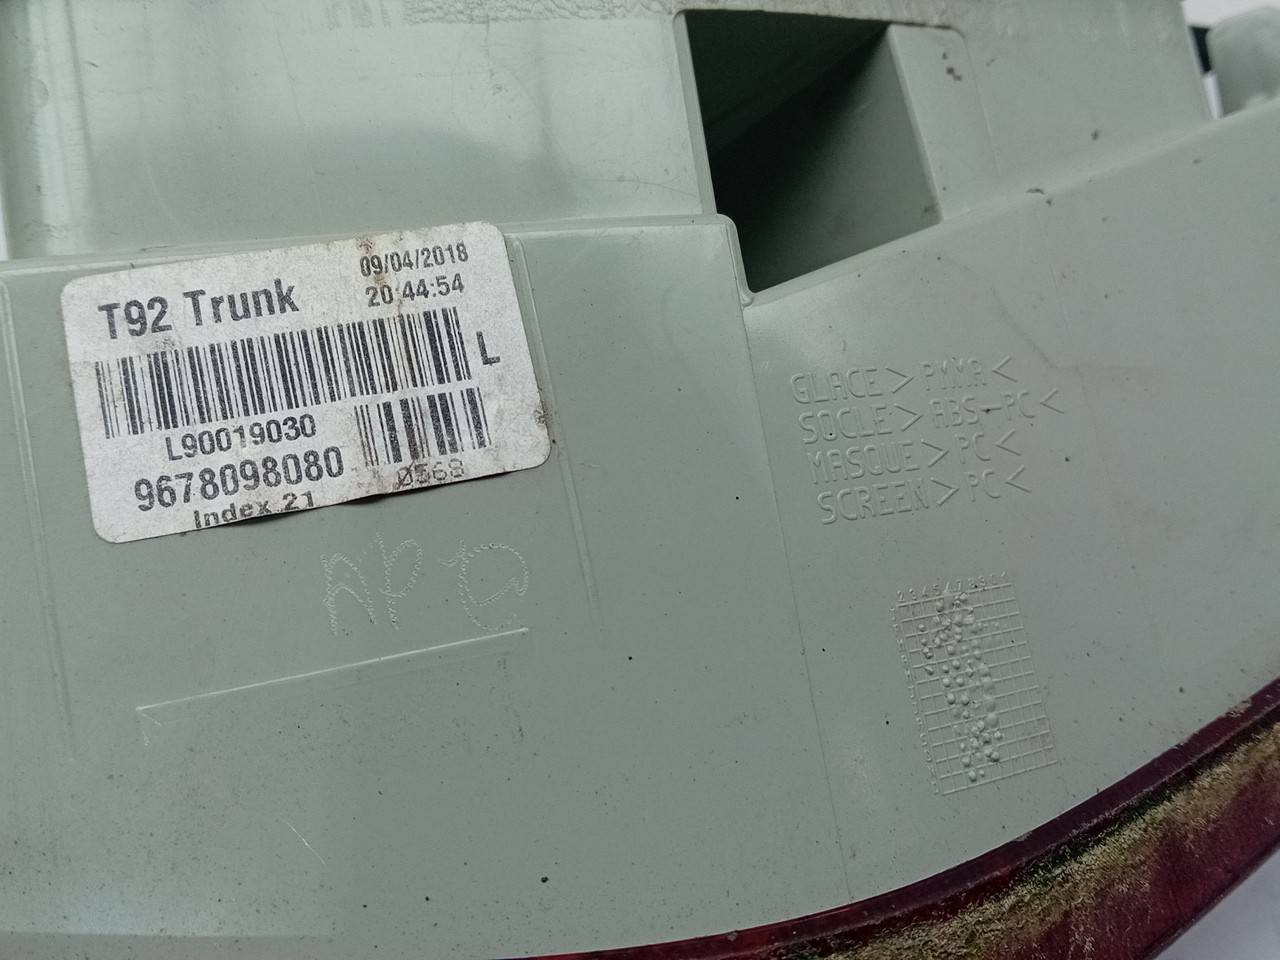 T92 Trunk
09/04/2018
20:44:54
L
L90019030
9678098080
0568
Index 21
GLACE> PMMA<
SOCLE> ABS-PC<
MASQUE> PC<
SCREEN> PC<